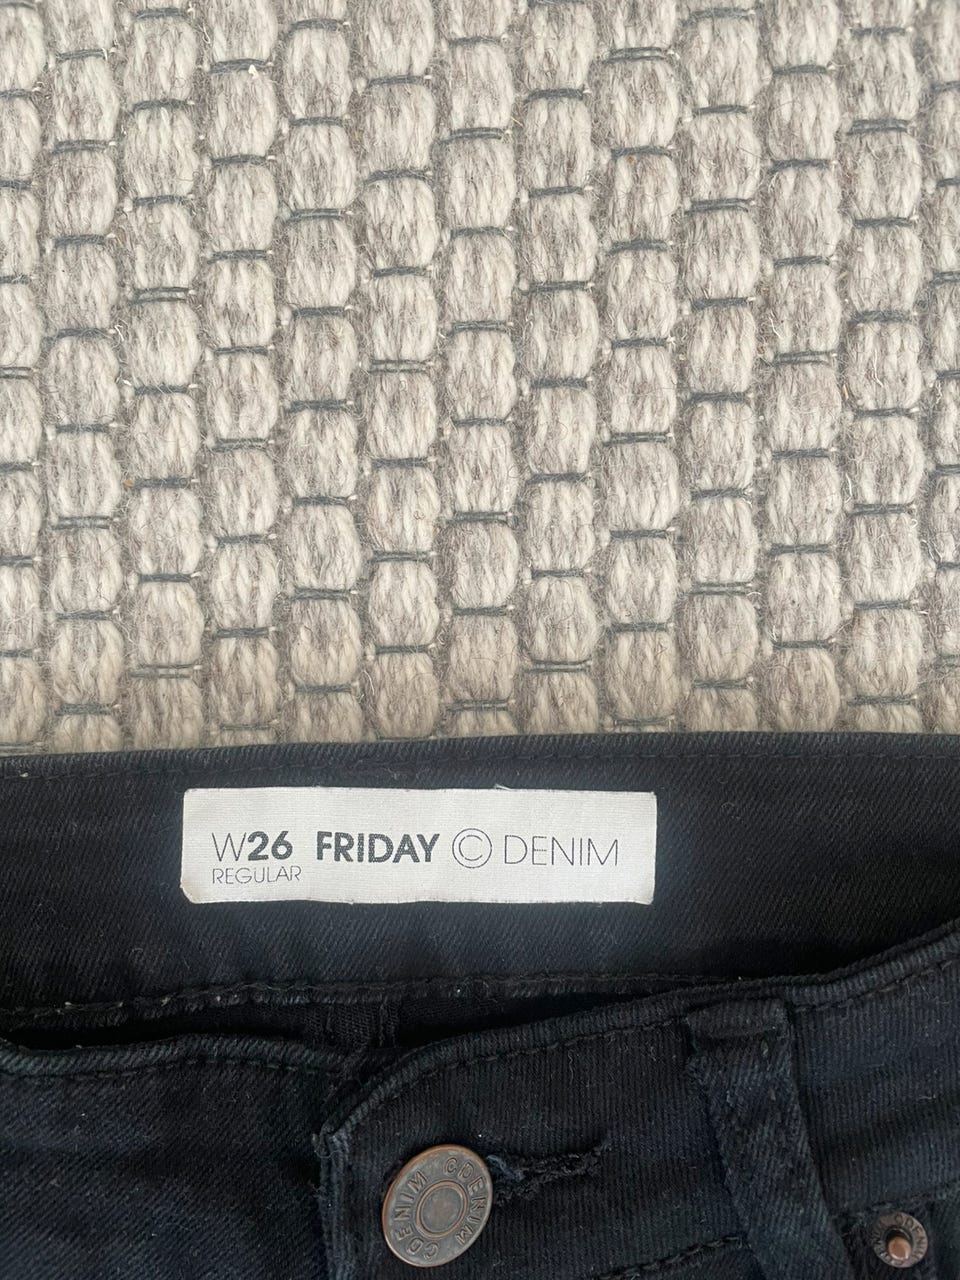 W26 FRIDAY © DENIM
REGULAR
CDENIM CDENIM